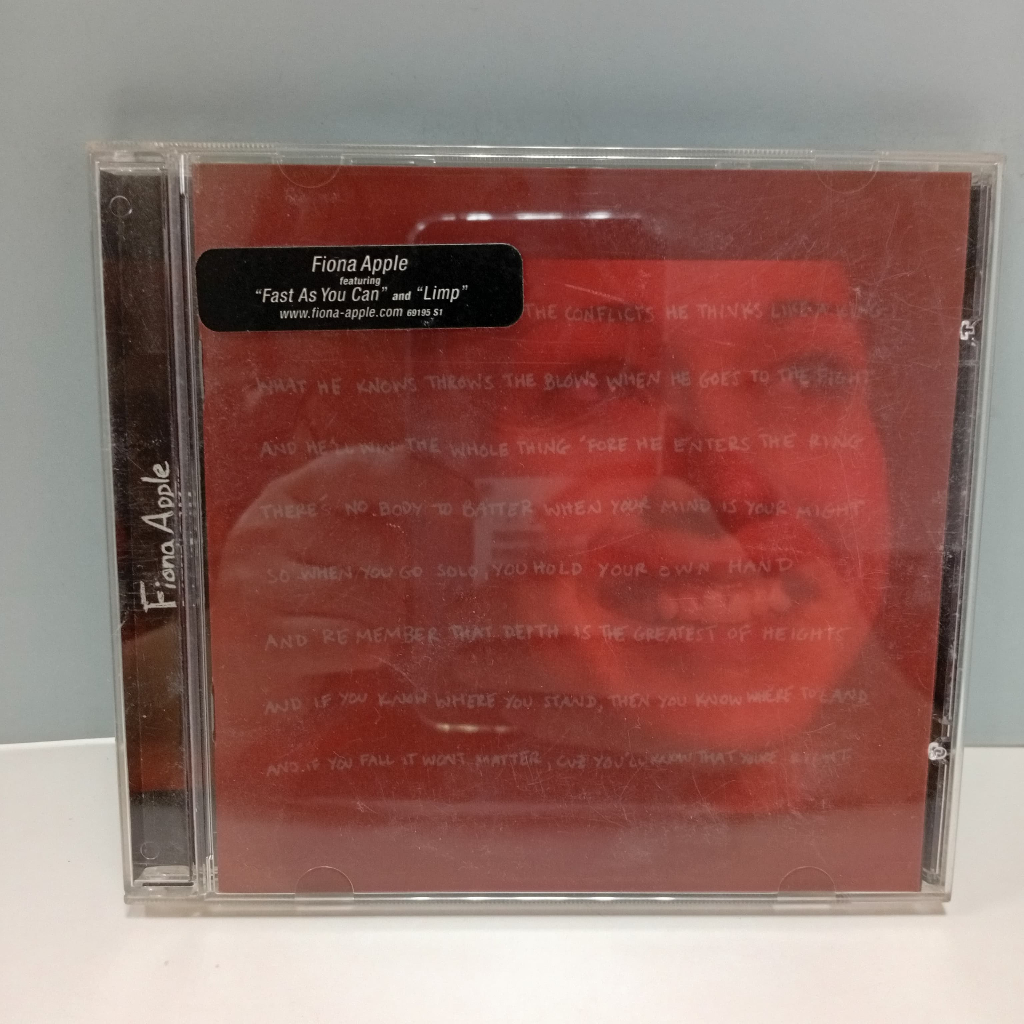 Fiona Apple
Fiona Apple
featuring
"Fast As You Can" and "Limp"
www.fiona-apple.com 69195 S1
THE CONFLICTS HE THINKS LIKE A KING
WHAT HE KNOWS THROWS THE BLOWS WHEN HE GOES TO THE FIGHT
AND HE'LL WIN THE WHOLE THING 'FORE HE ENTERS THE RING
THERE'S NO BODY TO BATTER WHEN YOUR MIND IS YOUR MIGHT
SO WHEN YOU GO SOLO YOU HOLD YOUR OWN HAND
AND REMEMBER THAT DEPTH IS THE GREATEST OF HEIGHTS
AND IF YOU KNOW WHERE YOU STAND, THEN YOU KNOW WHERE TO LAND
AND IF YOU FALL IT WON'T MATTER, CUZ YOU'LL KNOW THAT YOU'RE RIGHT